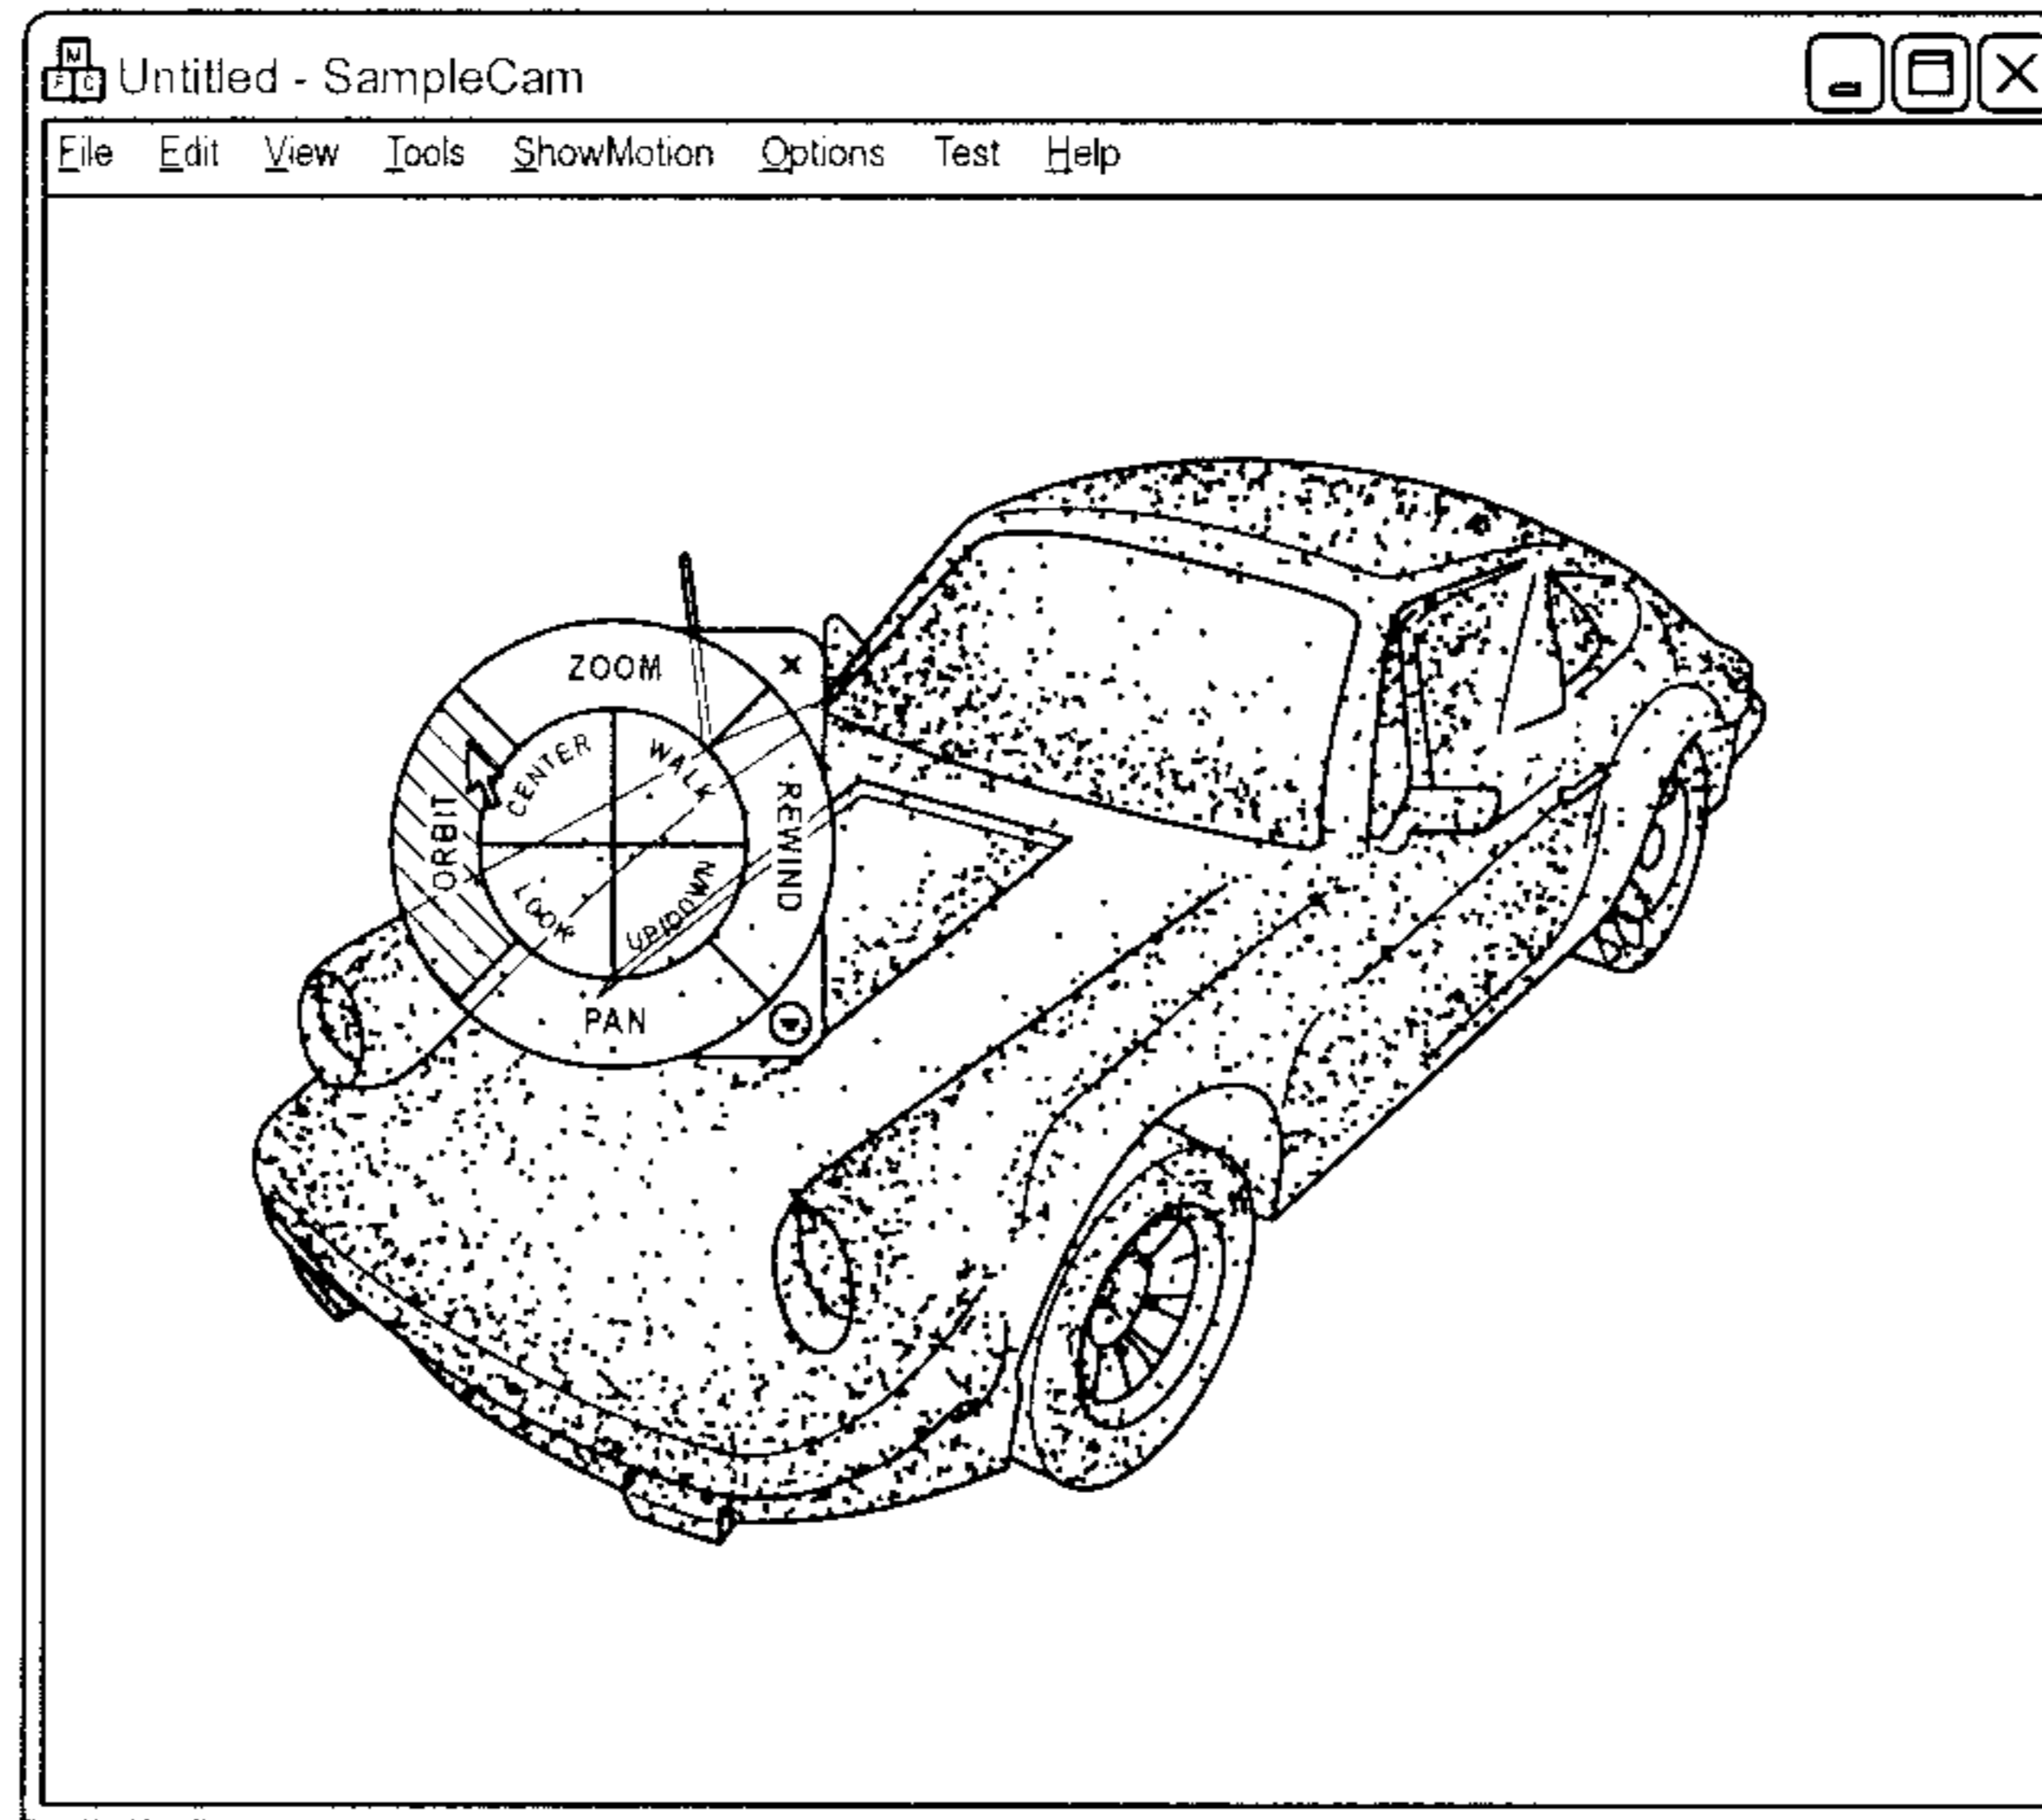 M
F C
Untitled - SampleCam
File Edit View Tools ShowMotion Options Test Help
ZOOM
CENTER
WALK
ORBIT
REWIND
LOOK
UP/DOWN
PAN